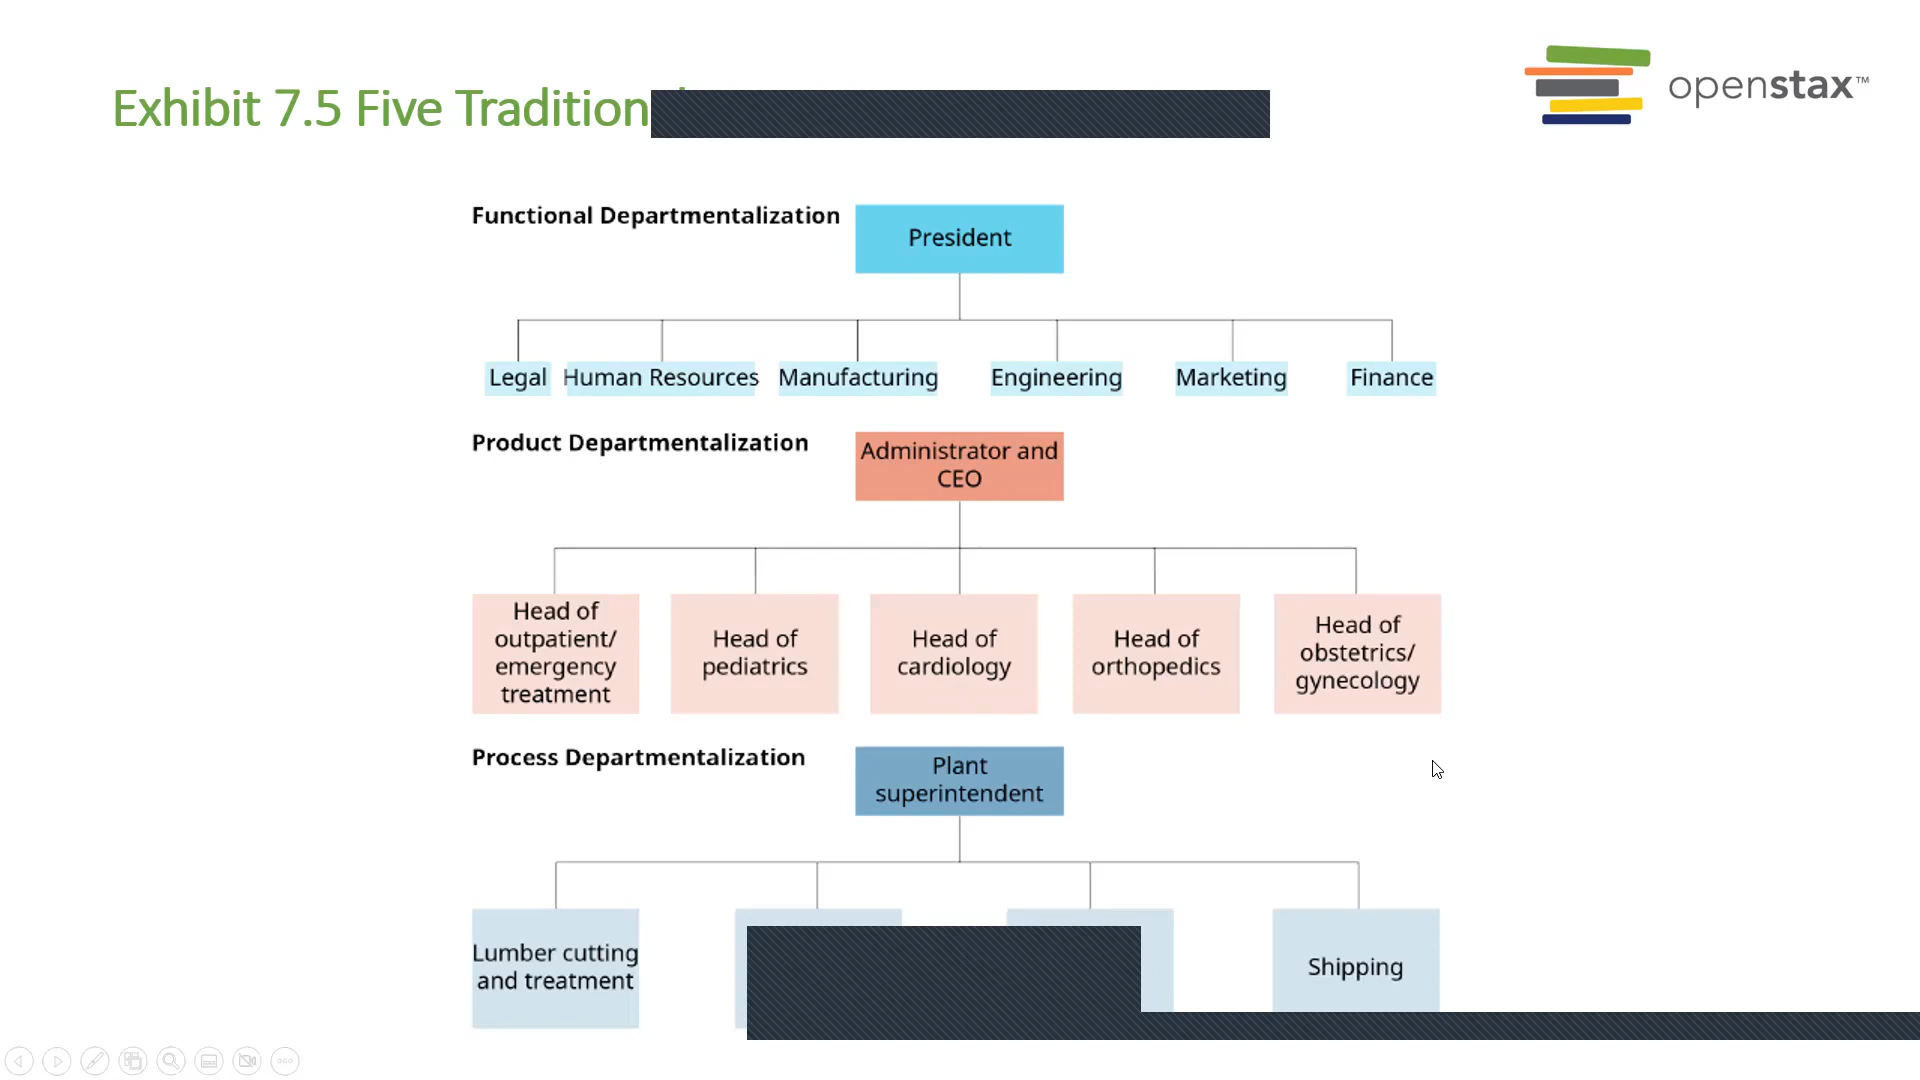 Exhibit 7.5 Five Tradition
openstax™
Functional Departmentalization
President
Legal
Human Resources
Manufacturing
Engineering
Marketing
Finance
Product Departmentalization
Administrator and
CEO
Head of
outpatient/
emergency
treatment
Head of
pediatrics
Head of
cardiology
Head of
orthopedics
Head of
obstetrics/
gynecology
Process Departmentalization
Plant
superintendent
Lumber cutting
and treatment
Shipping